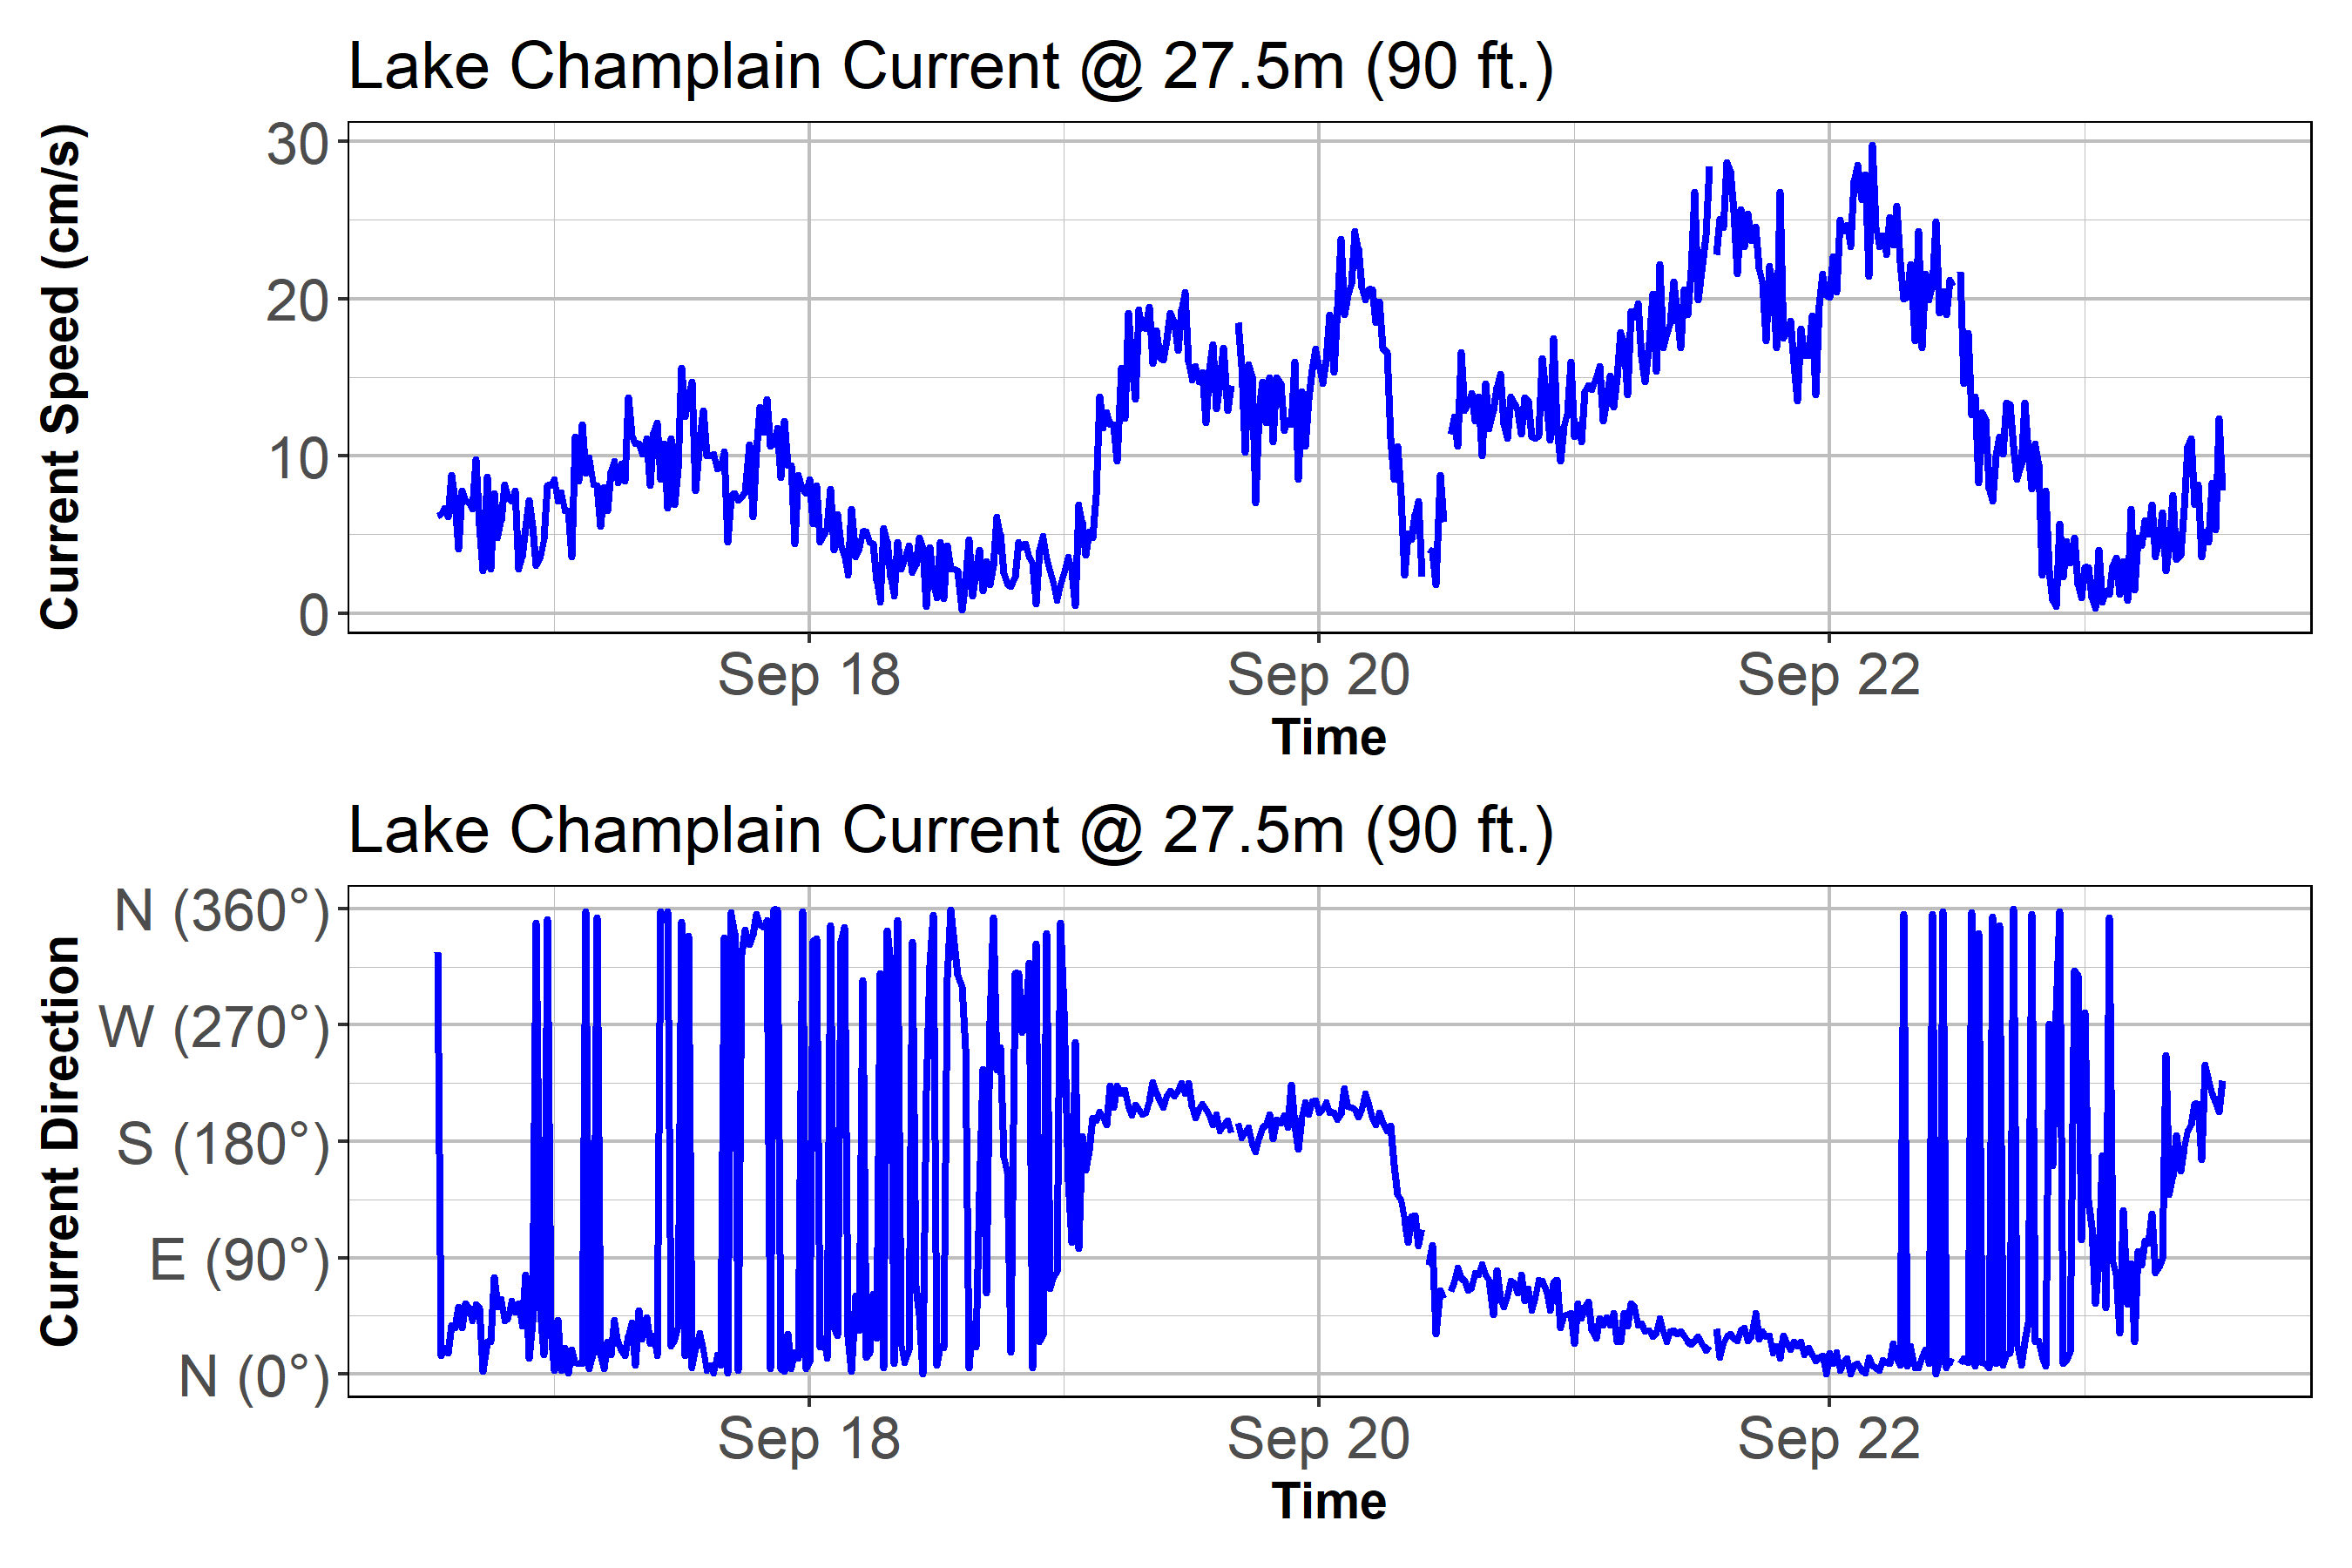 Lake Champlain Current @ 27.5m (90 ft.)
Current Speed (cm/s)
30
20
10
0
Sep 18 Sep 20 Sep 22
Time
Lake Champlain Current @ 27.5m (90 ft.)
Current Direction
N (360°)
W (270°)
S (180°)
E (90°)
N (0°)
Sep 18 Sep 20 Sep 22
Time